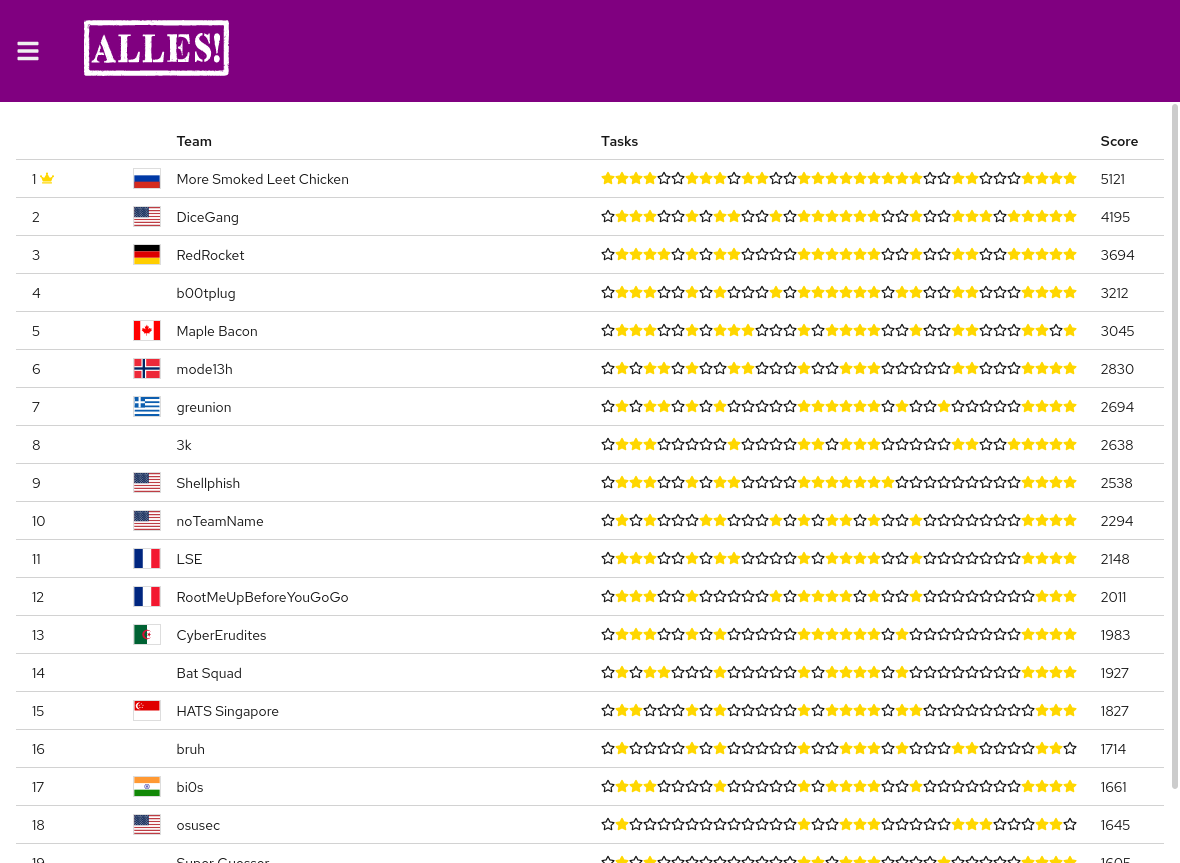 ALLES!
Team Tasks Score
1 More Smoked Leet Chicken 5121
2 DiceGang 4195
3 RedRocket 3694
4 b00tplug 3212
5 Maple Bacon 3045
6 mode13h 2830
7 greunion 2694
8 3k 2638
9 Shellphish 2538
10 noTeamName 2294
11 LSE 2148
12 RootMeUpBeforeYouGoGo 2011
13 CyberErudites 1983
14 Bat Squad 1927
15 HATS Singapore 1827
16 bruh 1714
17 bi0s 1661
18 osusec 1645
19 Super Guesser 1605